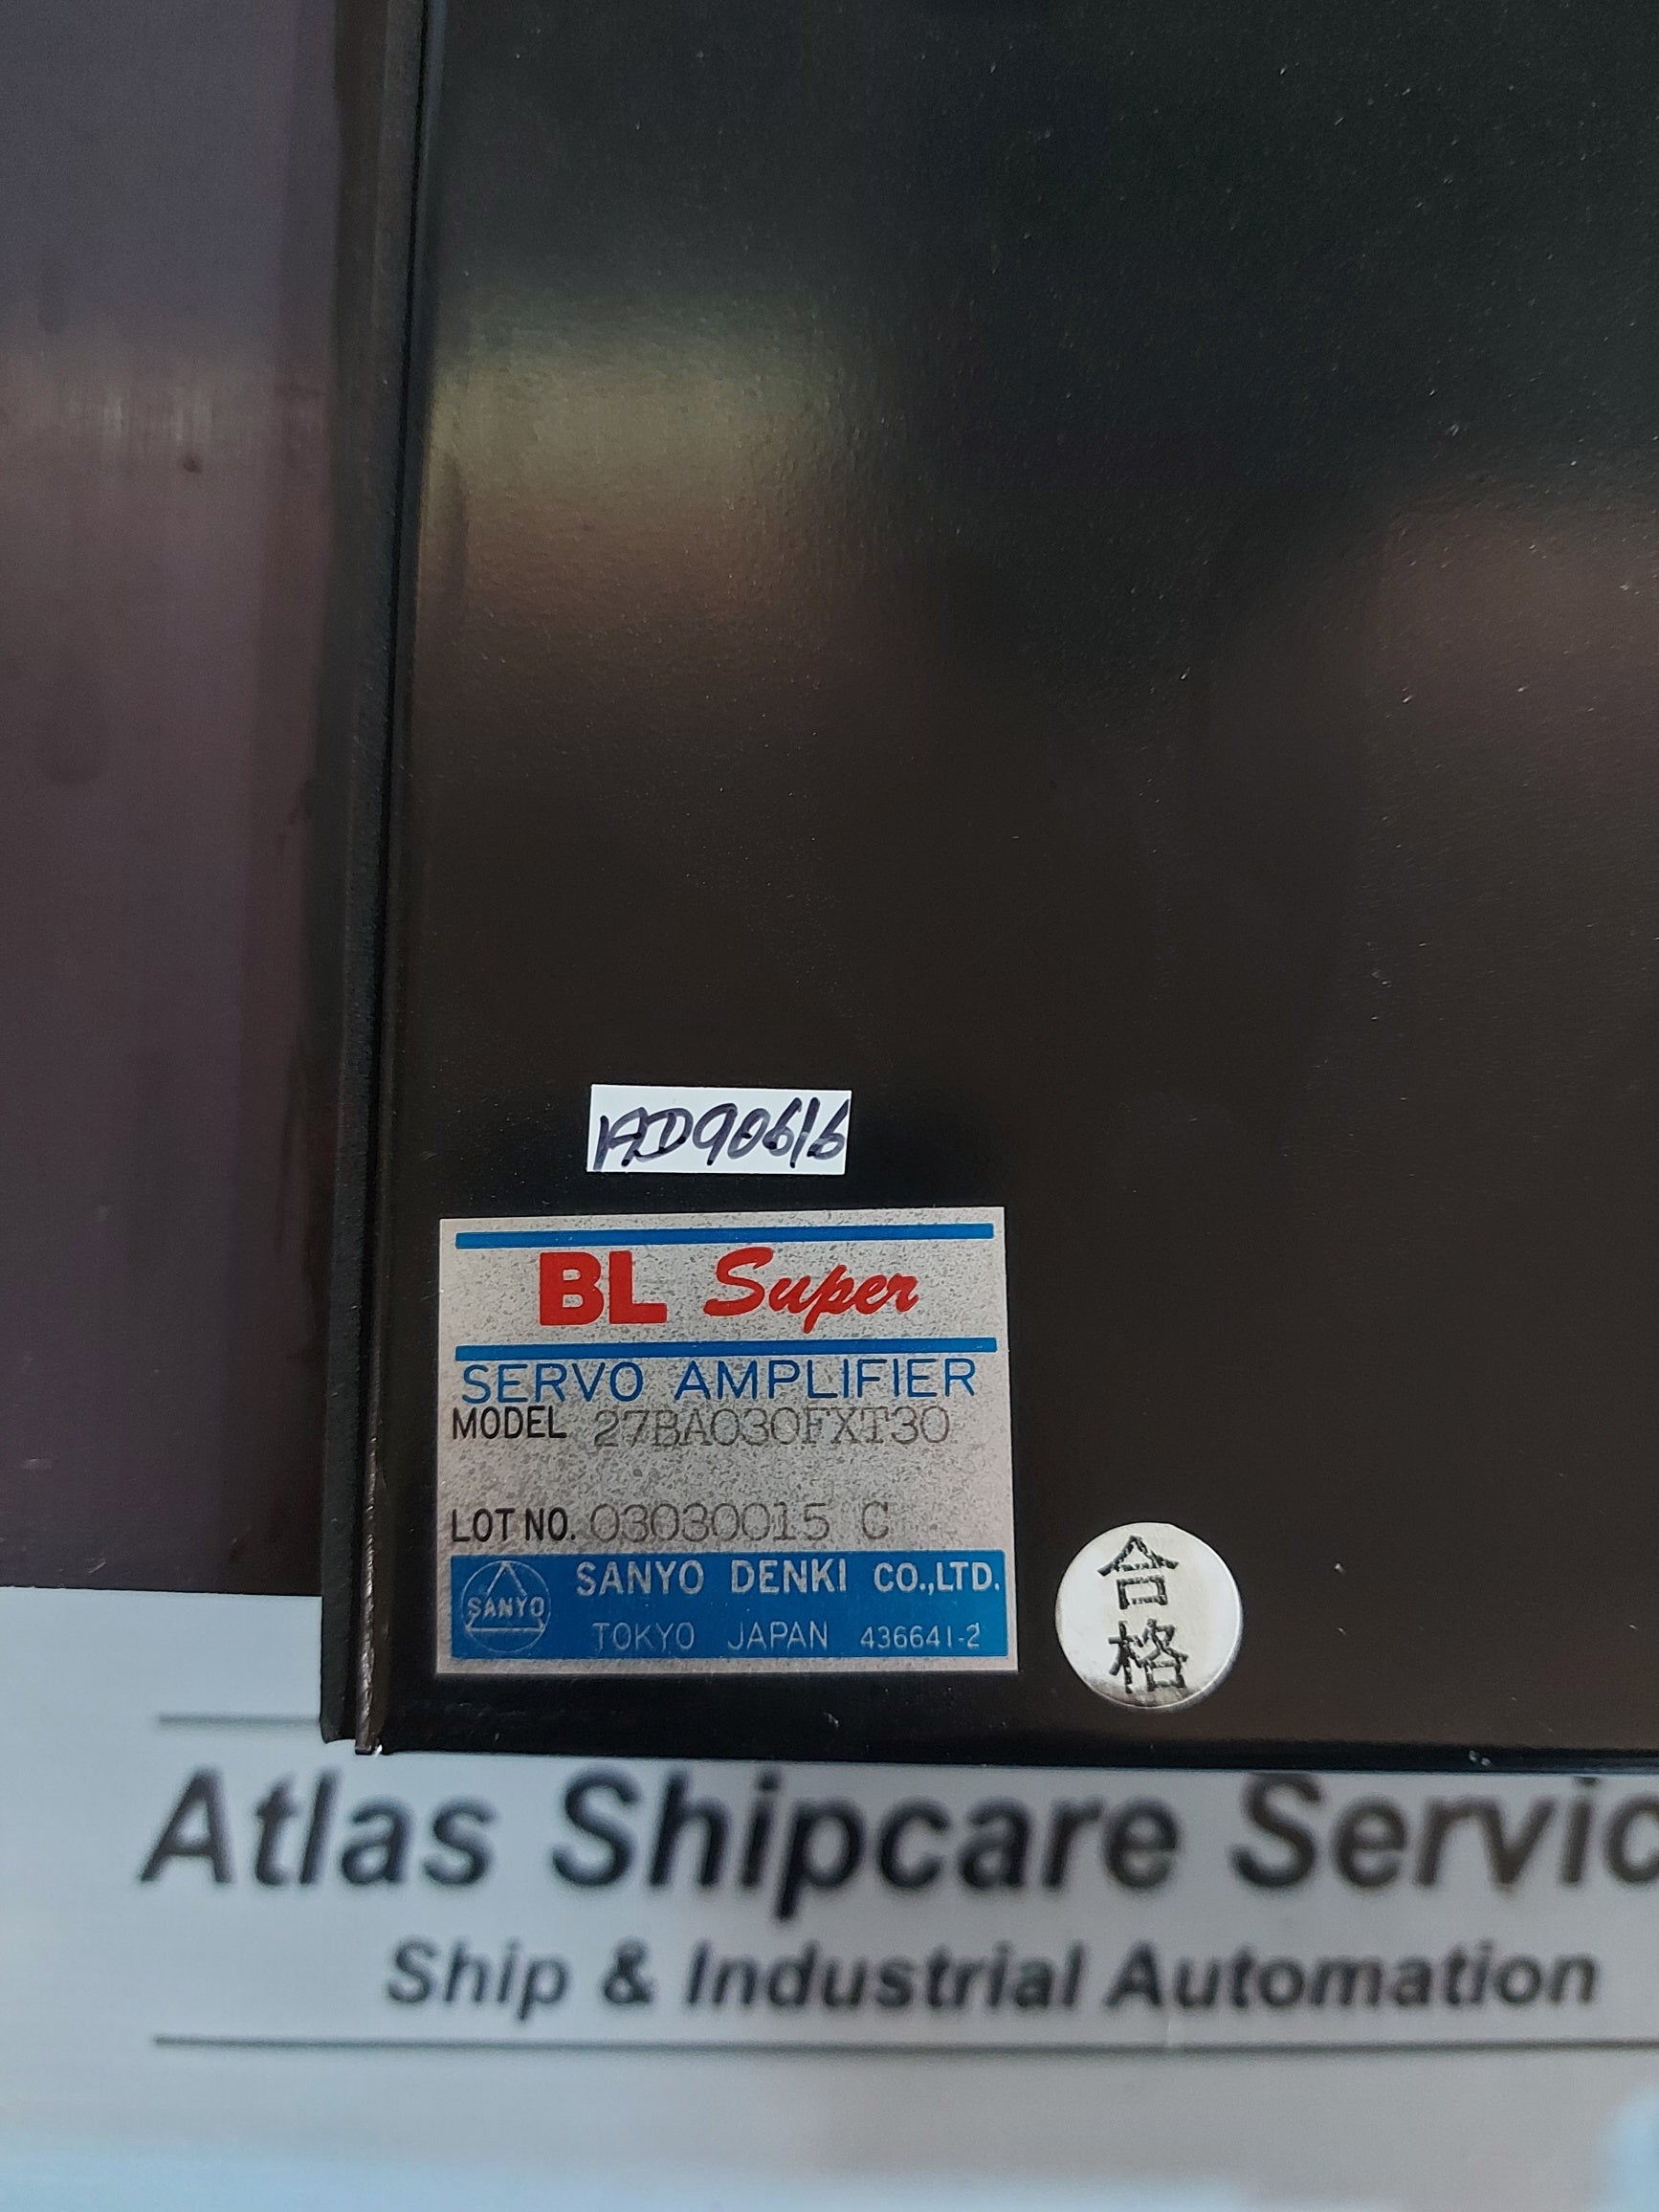 AD90616
BL Super
SERVO AMPLIFIER
MODEL 27BA030FXT30
LOT NO. 03030015 C
SANYO
SANYO DENKI CO.,LTD.
TOKYO JAPAN 436641-2
合
格
Atlas Shipcare Servic
Ship & Industrial Automation